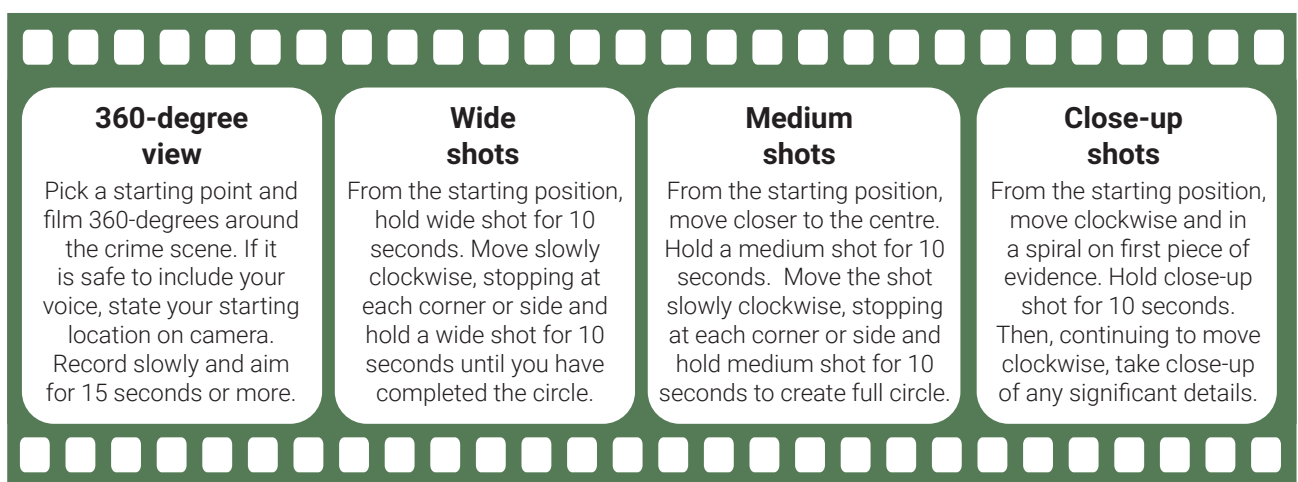 360-degree
view
Pick a starting point and
film 360-degrees around
the crime scene. If it
is safe to include your
voice, state your starting
location on camera.
Record slowly and aim
for 15 seconds or more.
Wide
shots
From the starting position,
hold wide shot for 10
seconds. Move slowly
clockwise, stopping at
each corner or side and
hold a wide shot for 10
seconds until you have
completed the circle.
Medium
shots
From the starting position,
move closer to the centre.
Hold a medium shot for 10
seconds.  Move the shot
slowly clockwise, stopping
at each corner or side and
hold medium shot for 10
seconds to create full circle.
Close-up
shots
From the starting position,
move clockwise and in
a spiral on first piece of
evidence. Hold close-up
shot for 10 seconds.
Then, continuing to move
clockwise, take close-up
of any significant details.